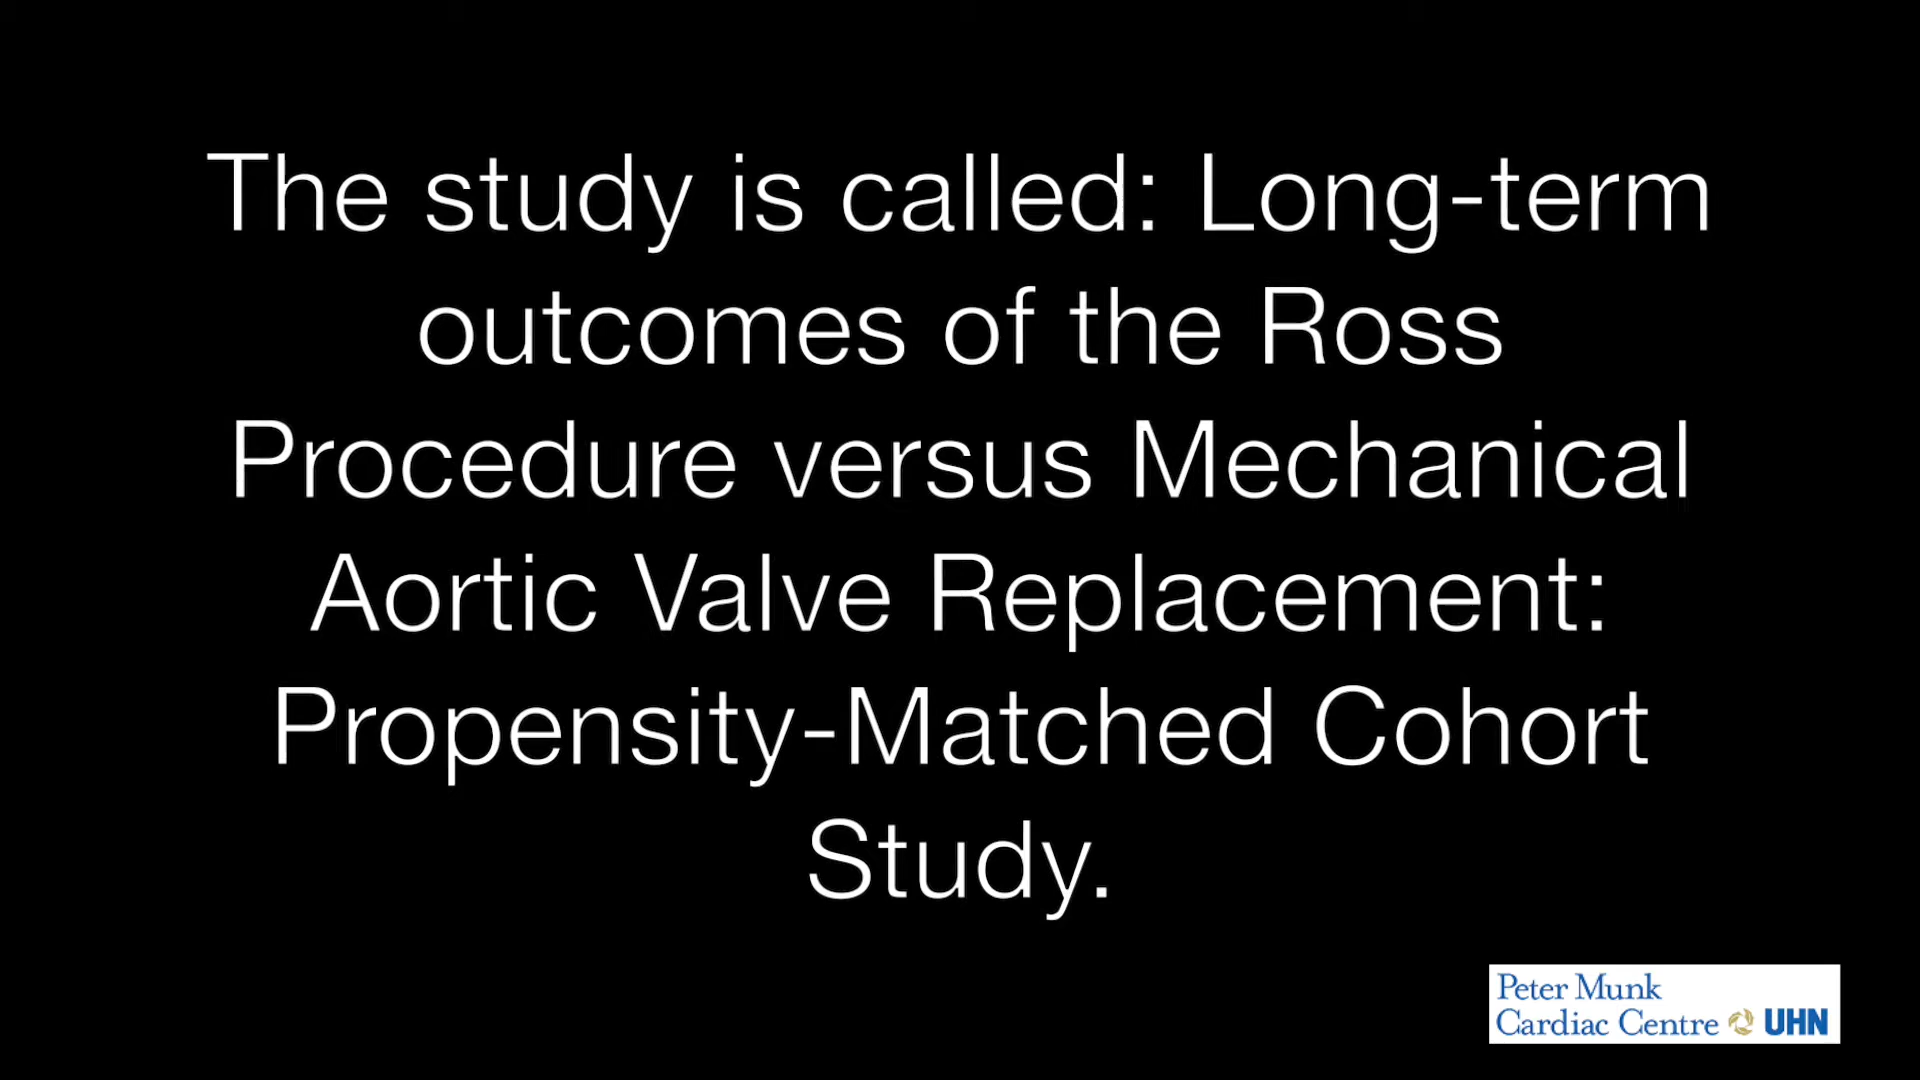 The study is called: Long-term
outcomes of the Ross
Procedure versus Mechanical
Aortic Valve Replacement:
Propensity-Matched Cohort
Study.
Peter Munk
Cardiac Centre UHN